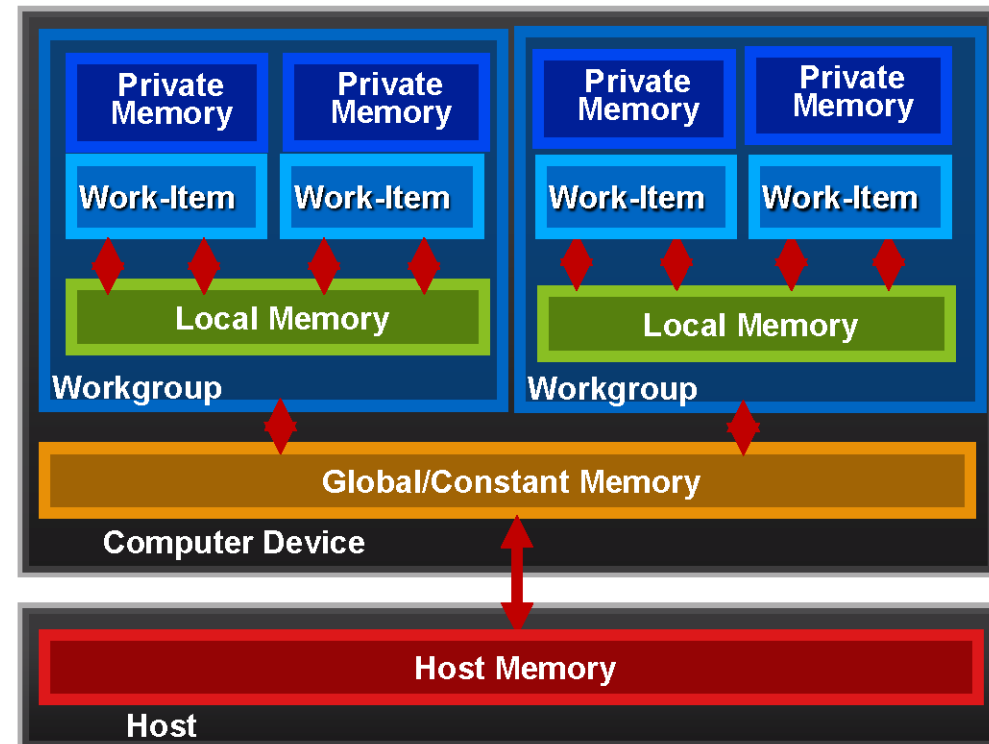 Private
Memory
Private
Memory
Work-Item
Work-Item
Local Memory
Workgroup
Private
Memory
Private
Memory
Work-Item
Work-Item
Local Memory
Workgroup
Global/Constant Memory
Computer Device
Host Memory
Host